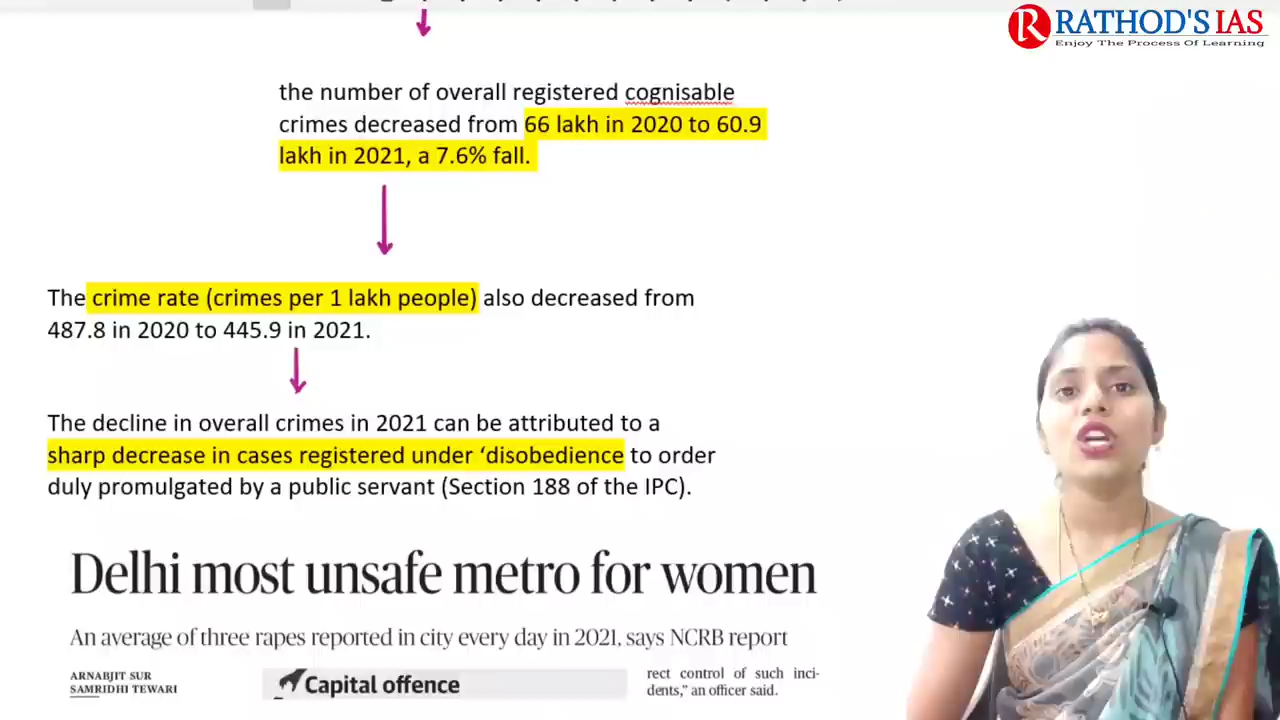 RATHOD'S IAS
Enjoy The Process Of Learning
the number of overall registered cognisable
crimes decreased from 66 lakh in 2020 to 60.9
lakh in 2021, a 7.6% fall.
The crime rate (crimes per 1 lakh people) also decreased from
487.8 in 2020 to 445.9 in 2021.
The decline in overall crimes in 2021 can be attributed to a
sharp decrease in cases registered under ‘disobedience to order
duly promulgated by a public servant (Section 188 of the IPC).
Delhi most unsafe metro for women
An average of three rapes reported in city every day in 2021, says NCRB report
ARNABJIT SUR
SAMRIDHI TEWARI
Capital offence
rect control of such inci-
dents,” an officer said.